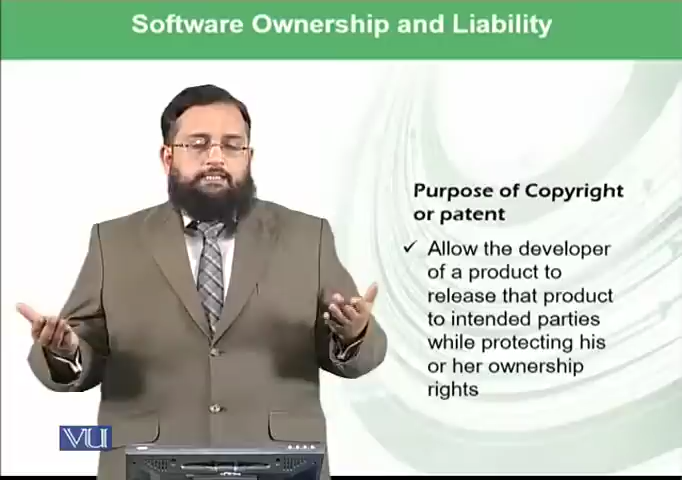 Software Ownership and Liability
Purpose of Copyright
or patent
✓ Allow the developer
of a product to
release that product
to intended parties
while protecting his
or her ownership
rights
VU